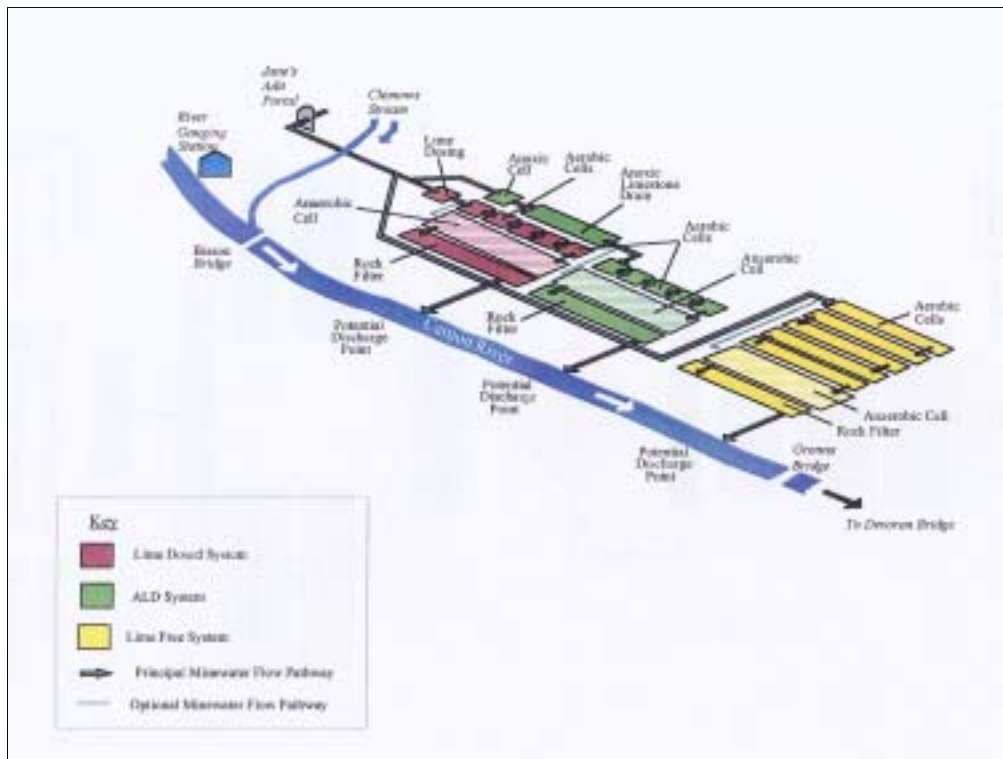 Jane's
Adit
Portal
Clemows
Stream
River
Gauging
Station
Lime
Dosing
Anoxic
Cell
Aerobic
Cells
Anoxic
Limestone
Drain
Anaerobic
Cell
Aerobic
Cells
Anaerobic
Cell
Bissoe
Bridge
Rock
Filter
Rock
Filter
Aerobic
Cells
Potential
Discharge
Point
Carnon River
Potential
Discharge
Point
Anaerobic Cell
Rock Filter
Potential
Discharge
Point
Grenna
Bridge
To Devoran Bridge
Key
Lime Dosed System
ALD System
Lime Free System
Principal Minewater Flow Pathway
Optional Minewater Flow Pathway